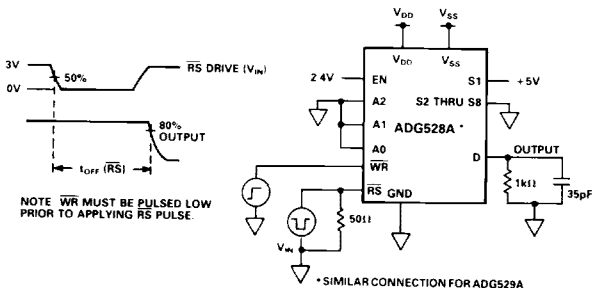 3V
50%
0V
RS DRIVE (VIN)
80%
OUTPUT
tOFF (RS)
NOTE WR MUST BE PULSED LOW
PRIOR TO APPLYING RS PULSE.
VDD
VSS
VDD
VSS
2 4V
EN
A2
A1
A0
WR
RS
GND
S1
+5V
S2 THRU S8
ADG528A *
D
OUTPUT
1kΩ
35pF
50Ω
VIN
* SIMILAR CONNECTION FOR ADG529A